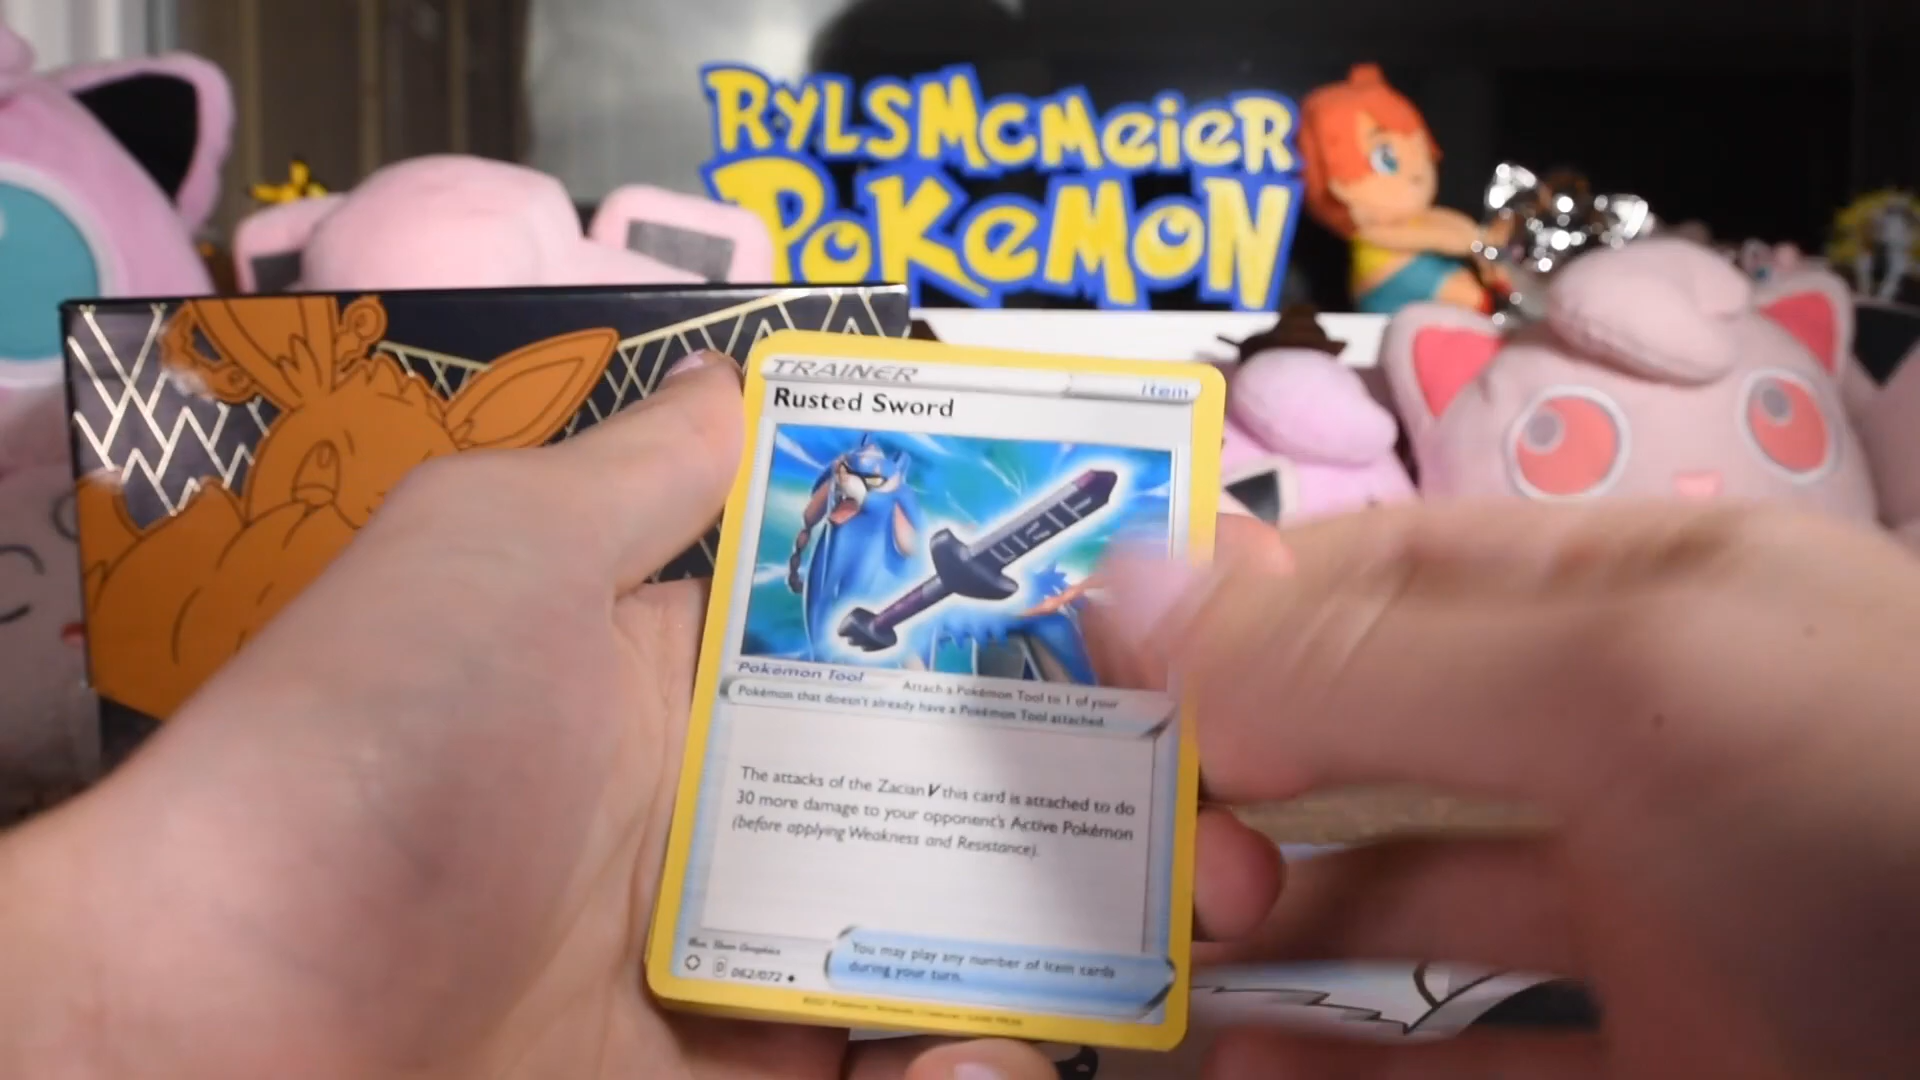 RYLSMCMEIER
POKEMON
TRAINER
Item
Rusted Sword
Pokémon Tool
Attach a Pokémon Tool to 1 of your
Pokémon that doesn't already have a Pokémon Tool attached.
The attacks of the Zacian V this card is attached to do
30 more damage to your opponent's Active Pokémon
(before applying Weakness and Resistance).
You may play any number of Item cards
during your turn.
D 062/072